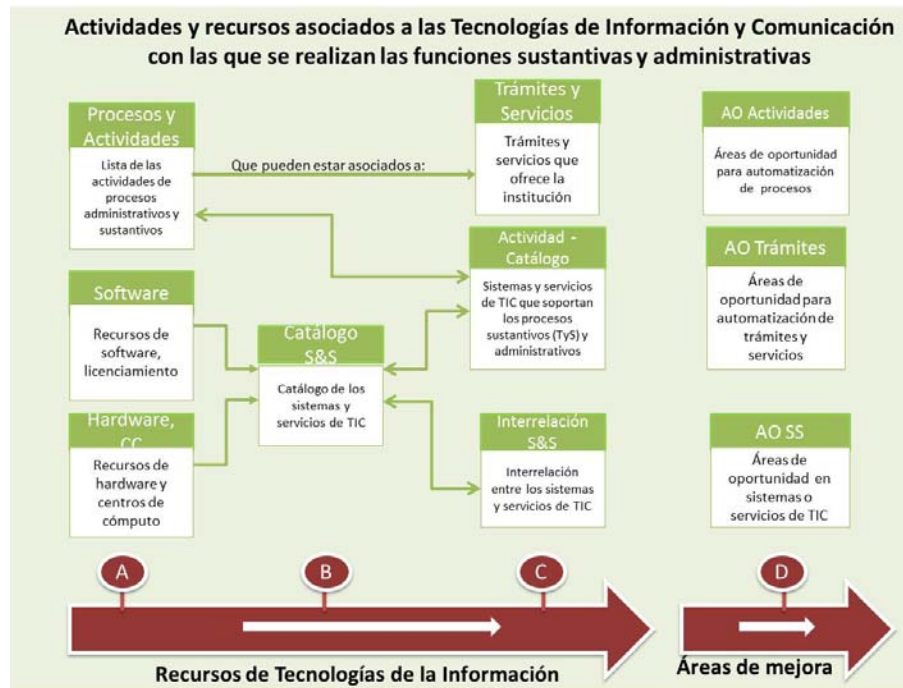 Actividades y recursos asociados a las Tecnologías de Información y Comunicación
con las que se realizan las funciones sustantivas y administrativas
Procesos y
Actividades
Lista de las
actividades de
procesos
administrativos y
sustantivos
Que pueden estar asociados a:
Trámites y
Servicios
Trámites y
servicios que
ofrece la
institución
AO Actividades
Áreas de oportunidad
para automatización
de procesos
Software
Recursos de
software,
licenciamiento
Catálogo
S&S
Catálogo de los
sistemas y
servicios de TIC
Actividad -
Catálogo
Sistemas y servicios
de TIC que soportan
los procesos
sustantivos (TyS) y
administrativos
AO Trámites
Áreas de
oportunidad para
automatización de
trámites y
servicios
Hardware,
CC
Recursos de
hardware y
centros de
cómputo
Interrelación
S&S
Interrelación
entre los sistemas
y servicios de TIC
AO SS
Áreas de
oportunidad en
sistemas o
servicios de TIC
A
B
C
D
Recursos de Tecnologías de la Información
Áreas de mejora